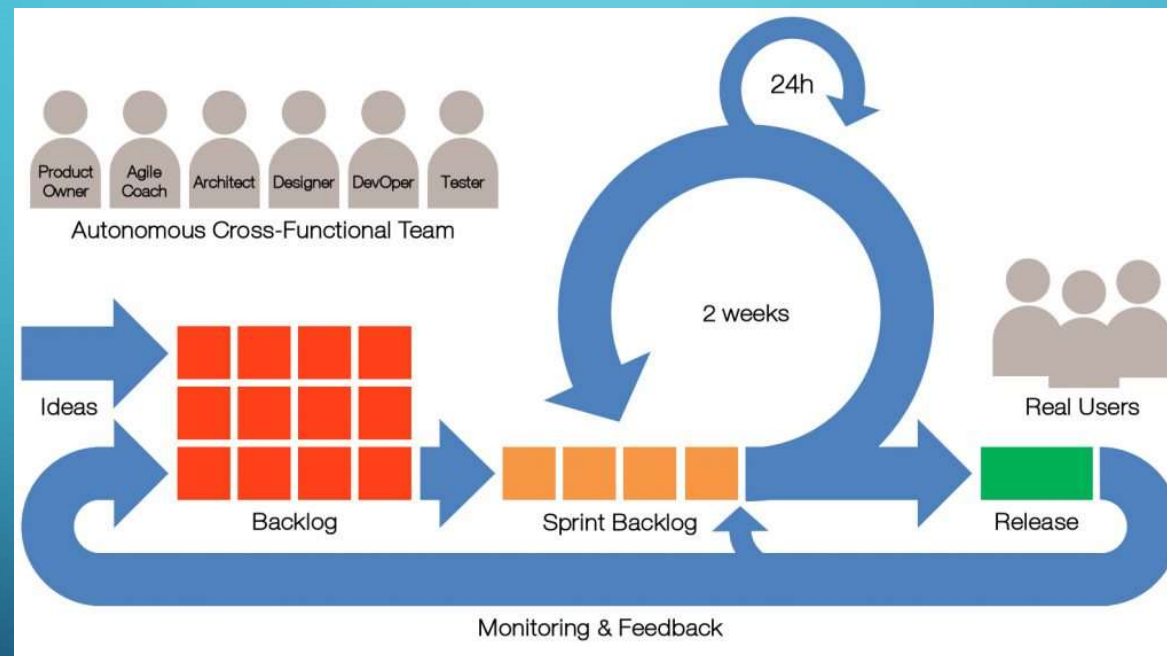 24h
Product
Owner
Agile
Coach
Architect
Designer
DevOper
Tester
Autonomous Cross-Functional Team
2 weeks
Ideas
Real Users
Backlog
Sprint Backlog
Release
Monitoring & Feedback